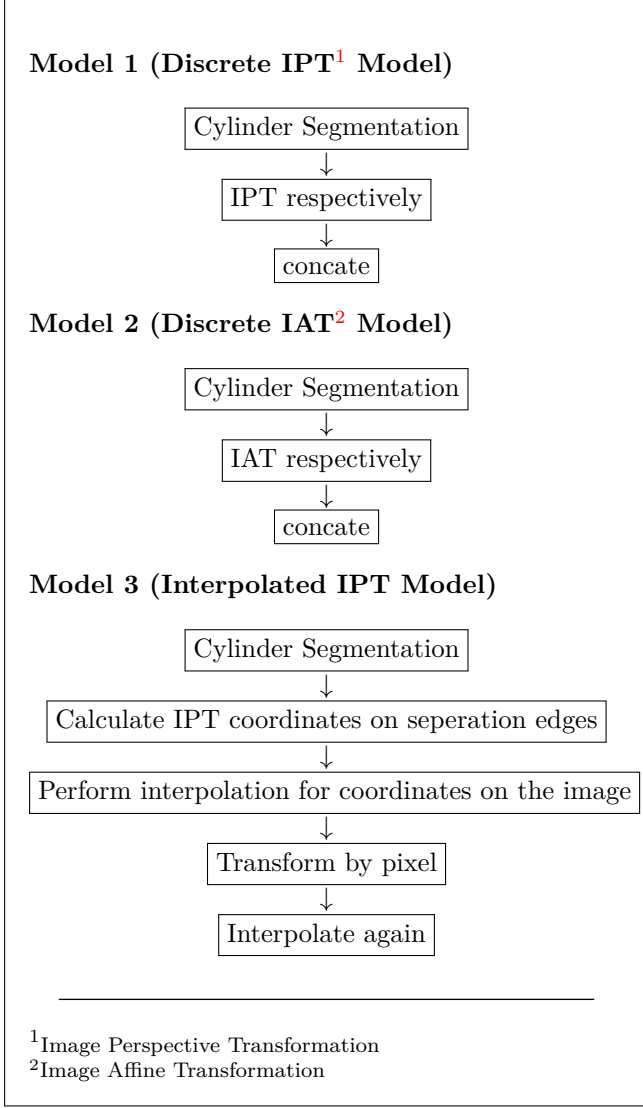 Model 1 (Discrete IPT¹ Model)
Cylinder Segmentation
↓
IPT respectively
↓
concate
Model 2 (Discrete IAT² Model)
Cylinder Segmentation
↓
IAT respectively
↓
concate
Model 3 (Interpolated IPT Model)
Cylinder Segmentation
↓
Calculate IPT coordinates on seperation edges
↓
Perform interpolation for coordinates on the image
↓
Transform by pixel
↓
Interpolate again
¹Image Perspective Transformation
²Image Affine Transformation